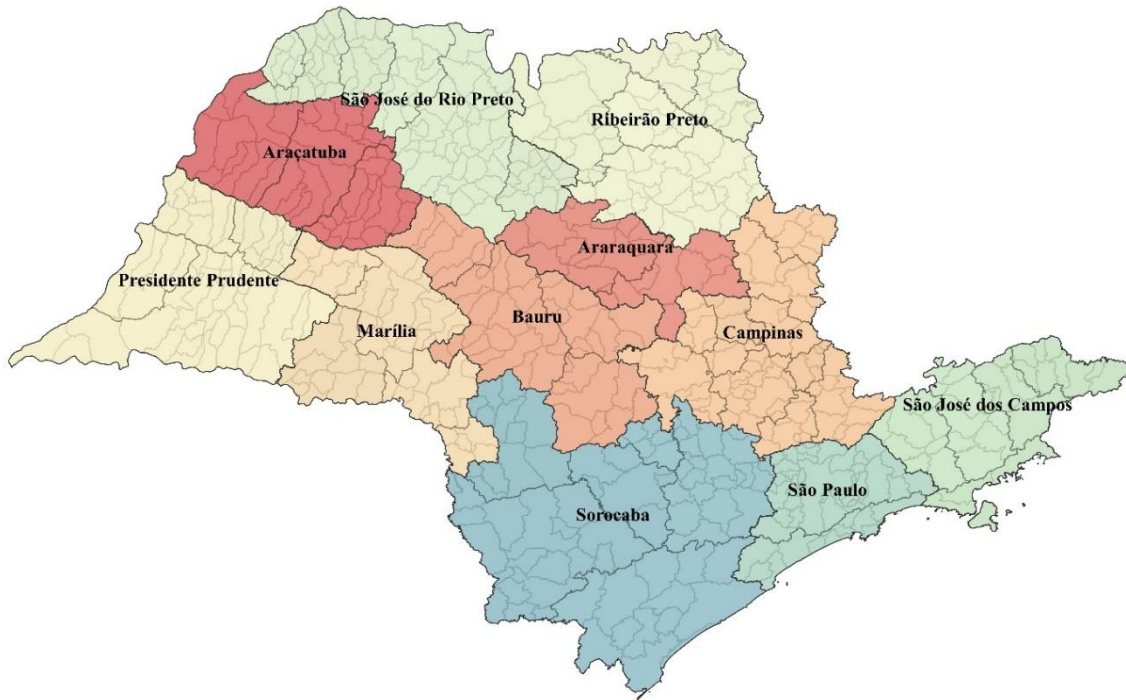 São José do Rio Preto
Ribeirão Preto
Araçatuba
Araraquara
Presidente Prudente
Bauru
Marília
Campinas
São José dos Campos
São Paulo
Sorocaba